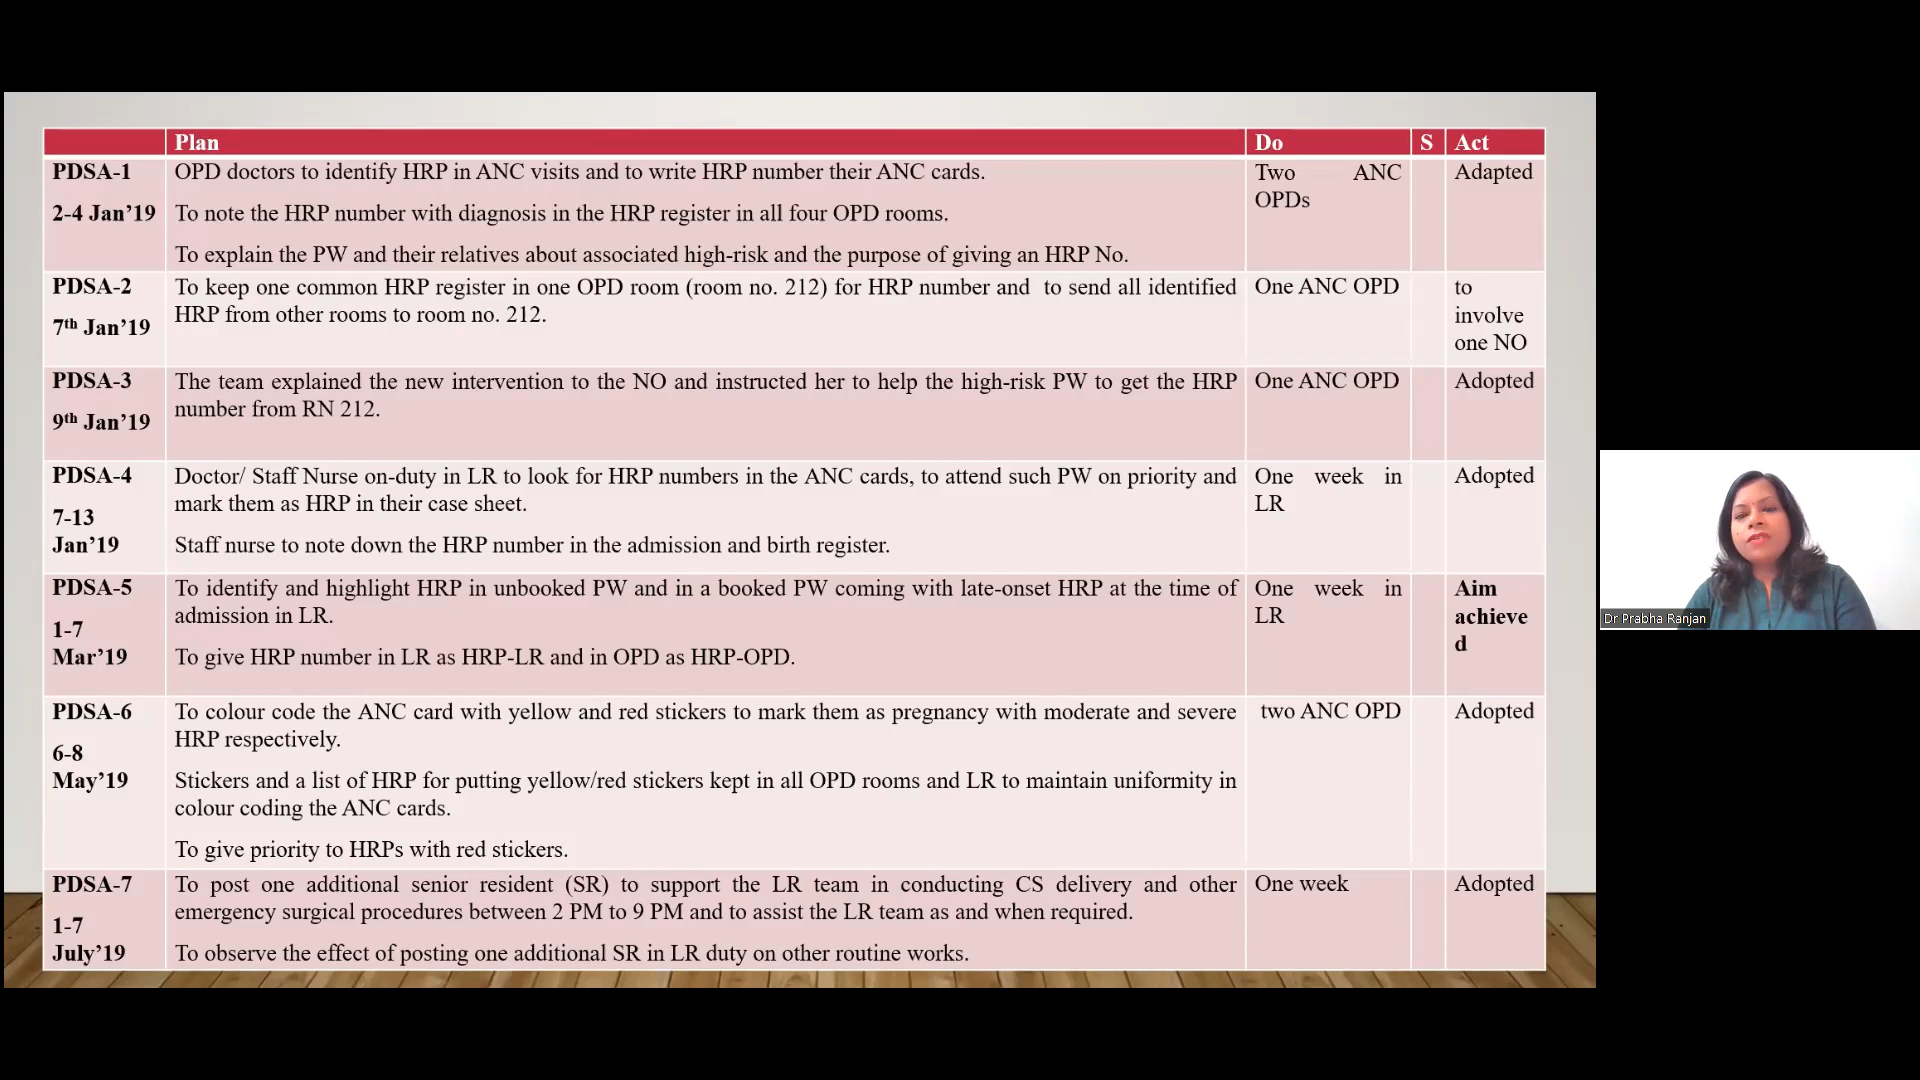 Plan Do S Act
PDSA-1
2-4 Jan’19
OPD doctors to identify HRP in ANC visits and to write HRP number their ANC cards.
To note the HRP number with diagnosis in the HRP register in all four OPD rooms.
To explain the PW and their relatives about associated high-risk and the purpose of giving an HRP No.
Two ANC
OPDs
Adapted
PDSA-2
7th Jan’19
To keep one common HRP register in one OPD room (room no. 212) for HRP number and to send all identified
HRP from other rooms to room no. 212.
One ANC OPD
to
involve
one NO
PDSA-3
9th Jan’19
The team explained the new intervention to the NO and instructed her to help the high-risk PW to get the HRP
number from RN 212.
One ANC OPD
Adopted
PDSA-4
7-13
Jan’19
Doctor/ Staff Nurse on-duty in LR to look for HRP numbers in the ANC cards, to attend such PW on priority and
mark them as HRP in their case sheet.
Staff nurse to note down the HRP number in the admission and birth register.
One week in
LR
Adopted
PDSA-5
1-7
Mar’19
To identify and highlight HRP in unbooked PW and in a booked PW coming with late-onset HRP at the time of
admission in LR.
To give HRP number in LR as HRP-LR and in OPD as HRP-OPD.
One week in
LR
Aim
achieve
d
PDSA-6
6-8
May’19
To colour code the ANC card with yellow and red stickers to mark them as pregnancy with moderate and severe
HRP respectively.
Stickers and a list of HRP for putting yellow/red stickers kept in all OPD rooms and LR to maintain uniformity in
colour coding the ANC cards.
To give priority to HRPs with red stickers.
two ANC OPD
Adopted
PDSA-7
1-7
July’19
To post one additional senior resident (SR) to support the LR team in conducting CS delivery and other
emergency surgical procedures between 2 PM to 9 PM and to assist the LR team as and when required.
To observe the effect of posting one additional SR in LR duty on other routine works.
One week
Adopted
Dr Prabha Ranjan